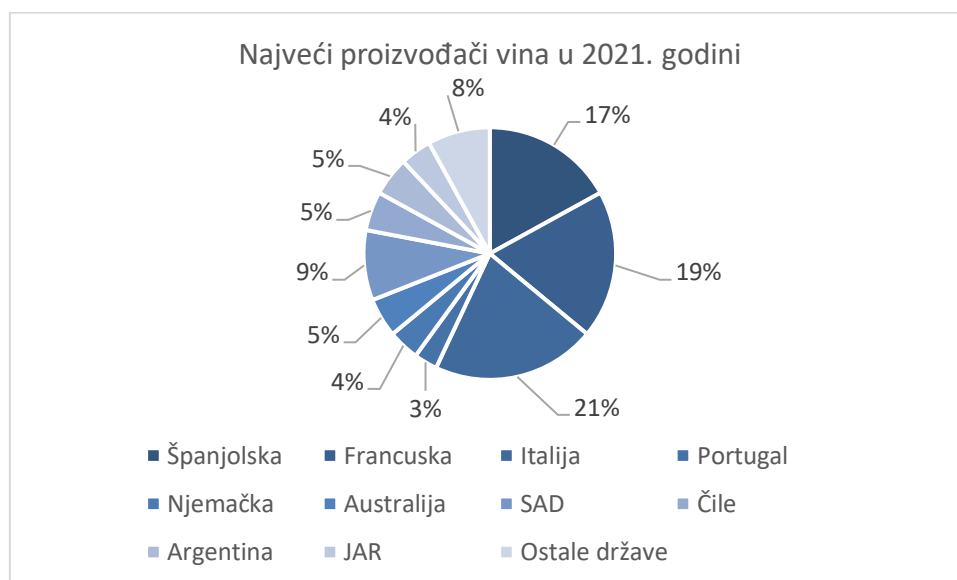 Najveći proizvođači vina u 2021. godini
8%
17%
4%
5%
5%
19%
9%
5%
4%
3%
21%
Španjolska Francuska Italija Portugal
Njemačka Australija SAD Čile
Argentina JAR Ostale države